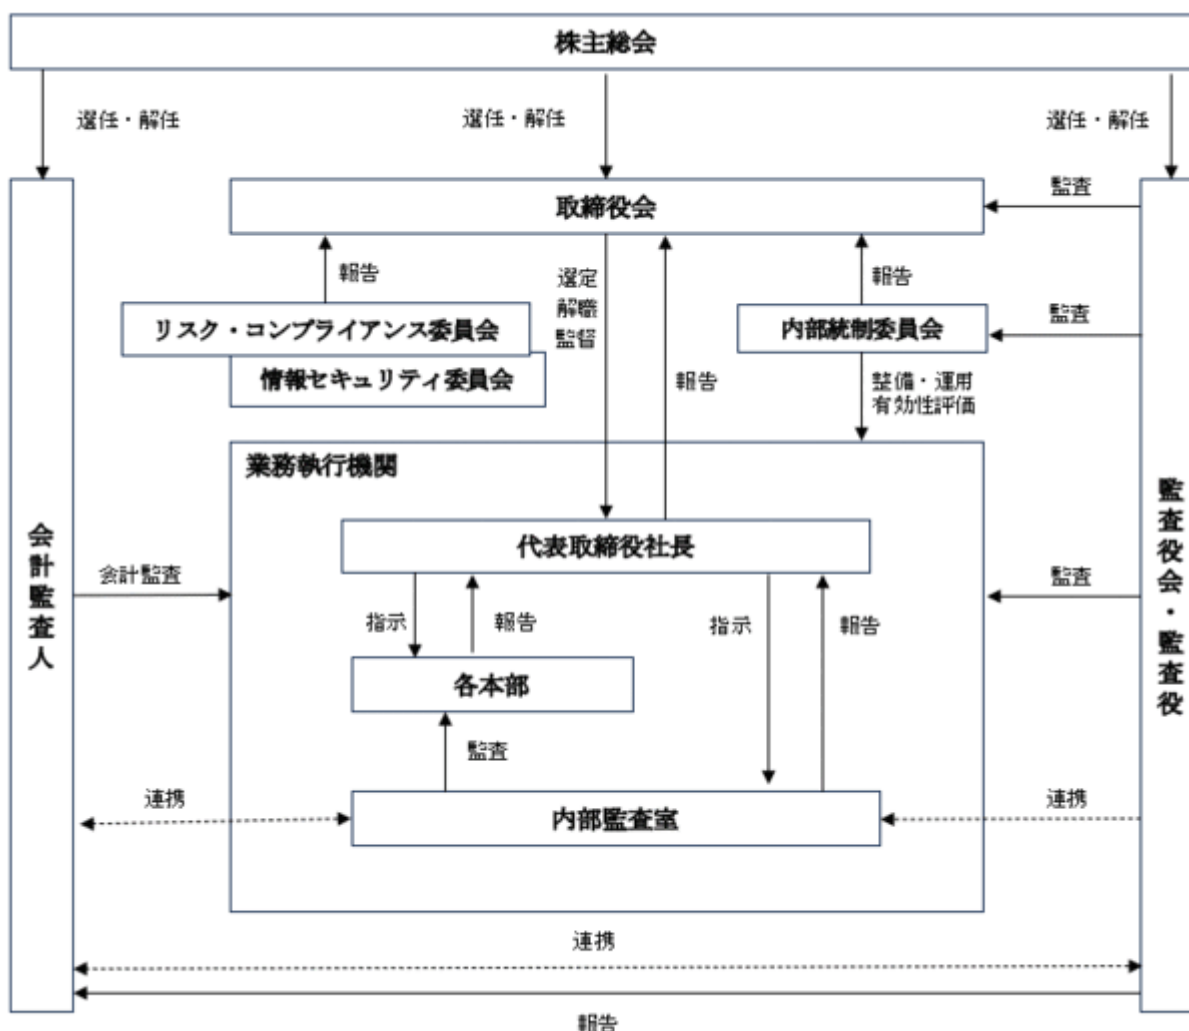 株主総会
選任・解任
選任・解任
選任・解任
監査
取締役会
報告
選定
解職
監督
報告
リスク・コンプライアンス委員会
内部統制委員会
監査
情報セキュリティ委員会
報告
整備・運用
有効性評価
業務執行機関
会計監査人
監査役会・監査役
代表取締役社長
会計監査
監査
指示
報告
指示
報告
各本部
監査
連携
内部監査室
連携
連携
報告